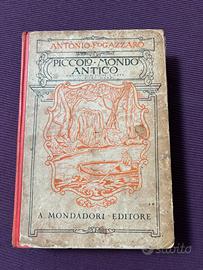 ANTONIO·FOGAZZARO
PICCOLO·MONDO
ANTICO...
A. MONDADORI·EDITORE
subito